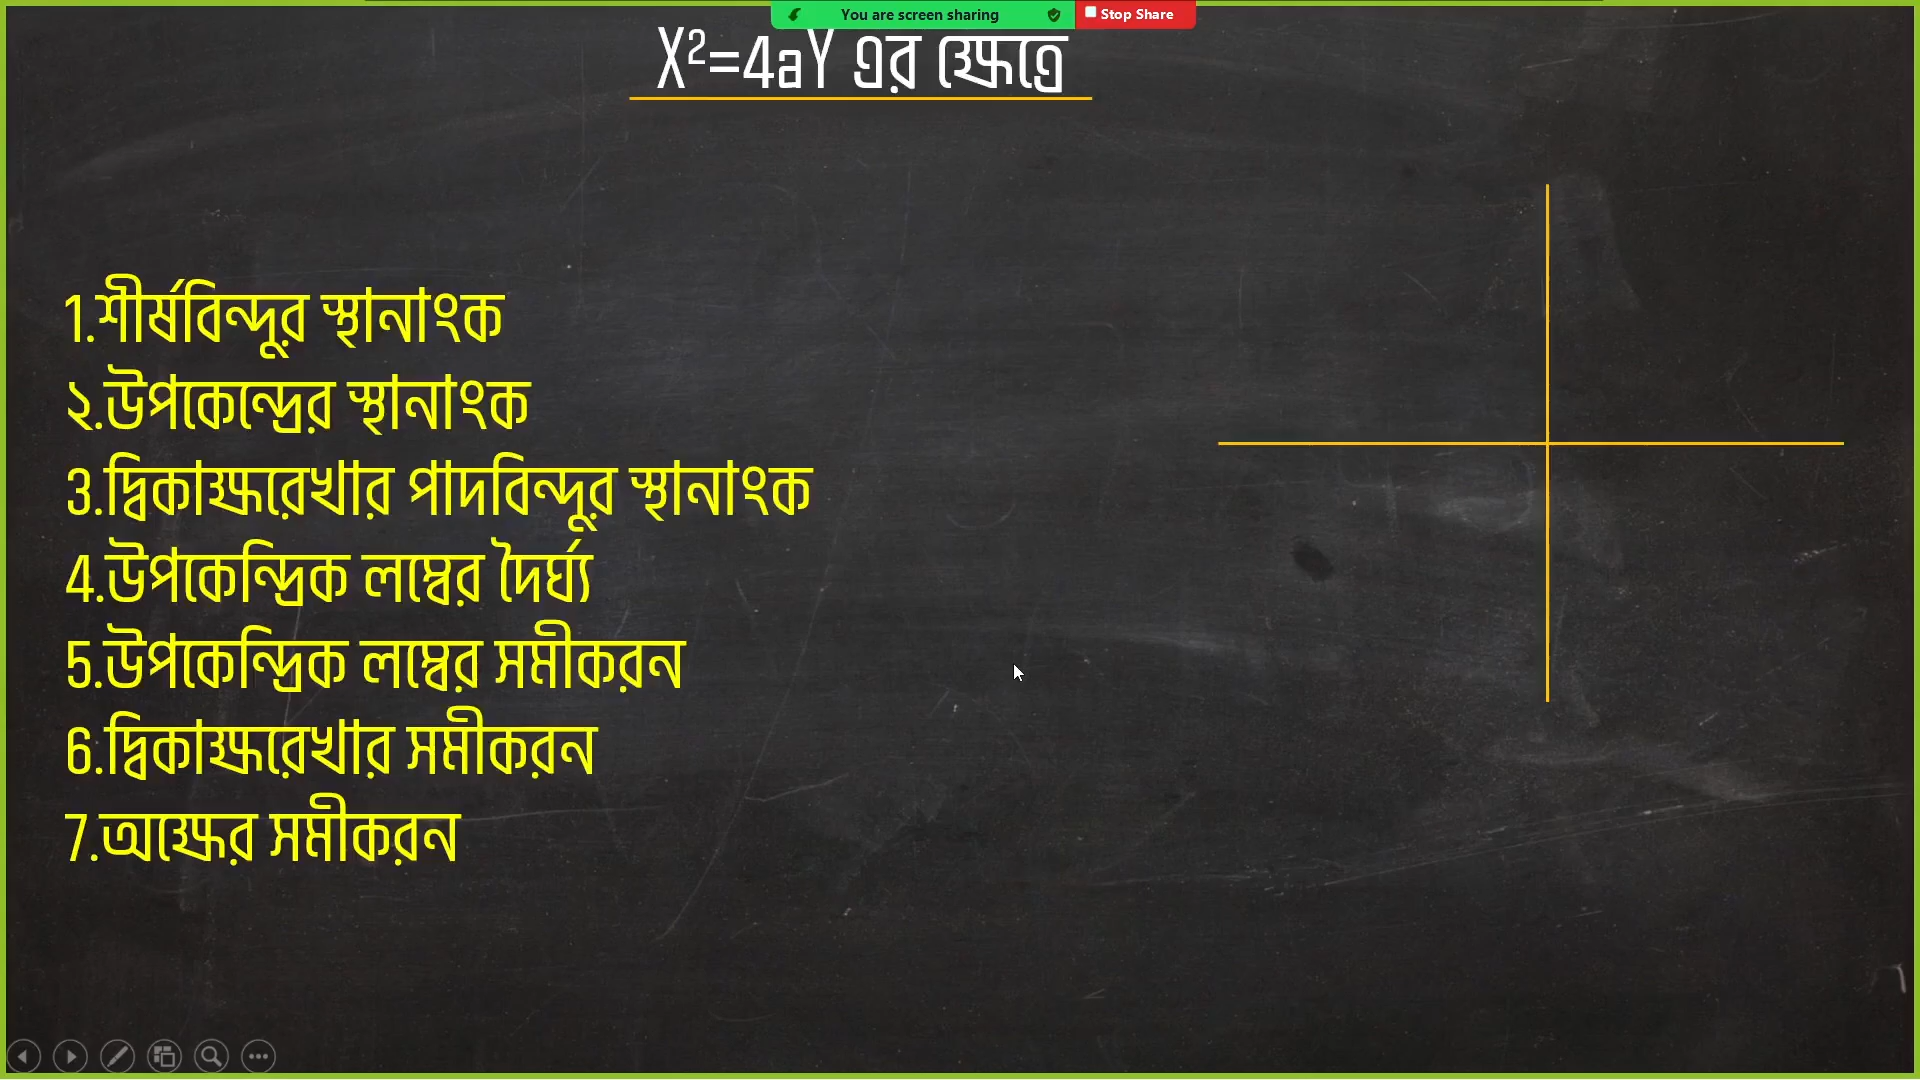 You are screen sharing
Stop Share
X²=4aY এর ক্ষেত্রে
1.শীর্ষবিন্দুর স্থানাংক
২.উপকেন্দ্রের স্থানাংক
3.দ্বিকাক্ষরেখার পাদবিন্দুর স্থানাংক
4.উপকেন্দ্রিক লম্বের দৈর্ঘ্য
5.উপকেন্দ্রিক লম্বের সমীকরন
6.দ্বিকাক্ষরেখার সমীকরন
7.অক্ষের সমীকরন